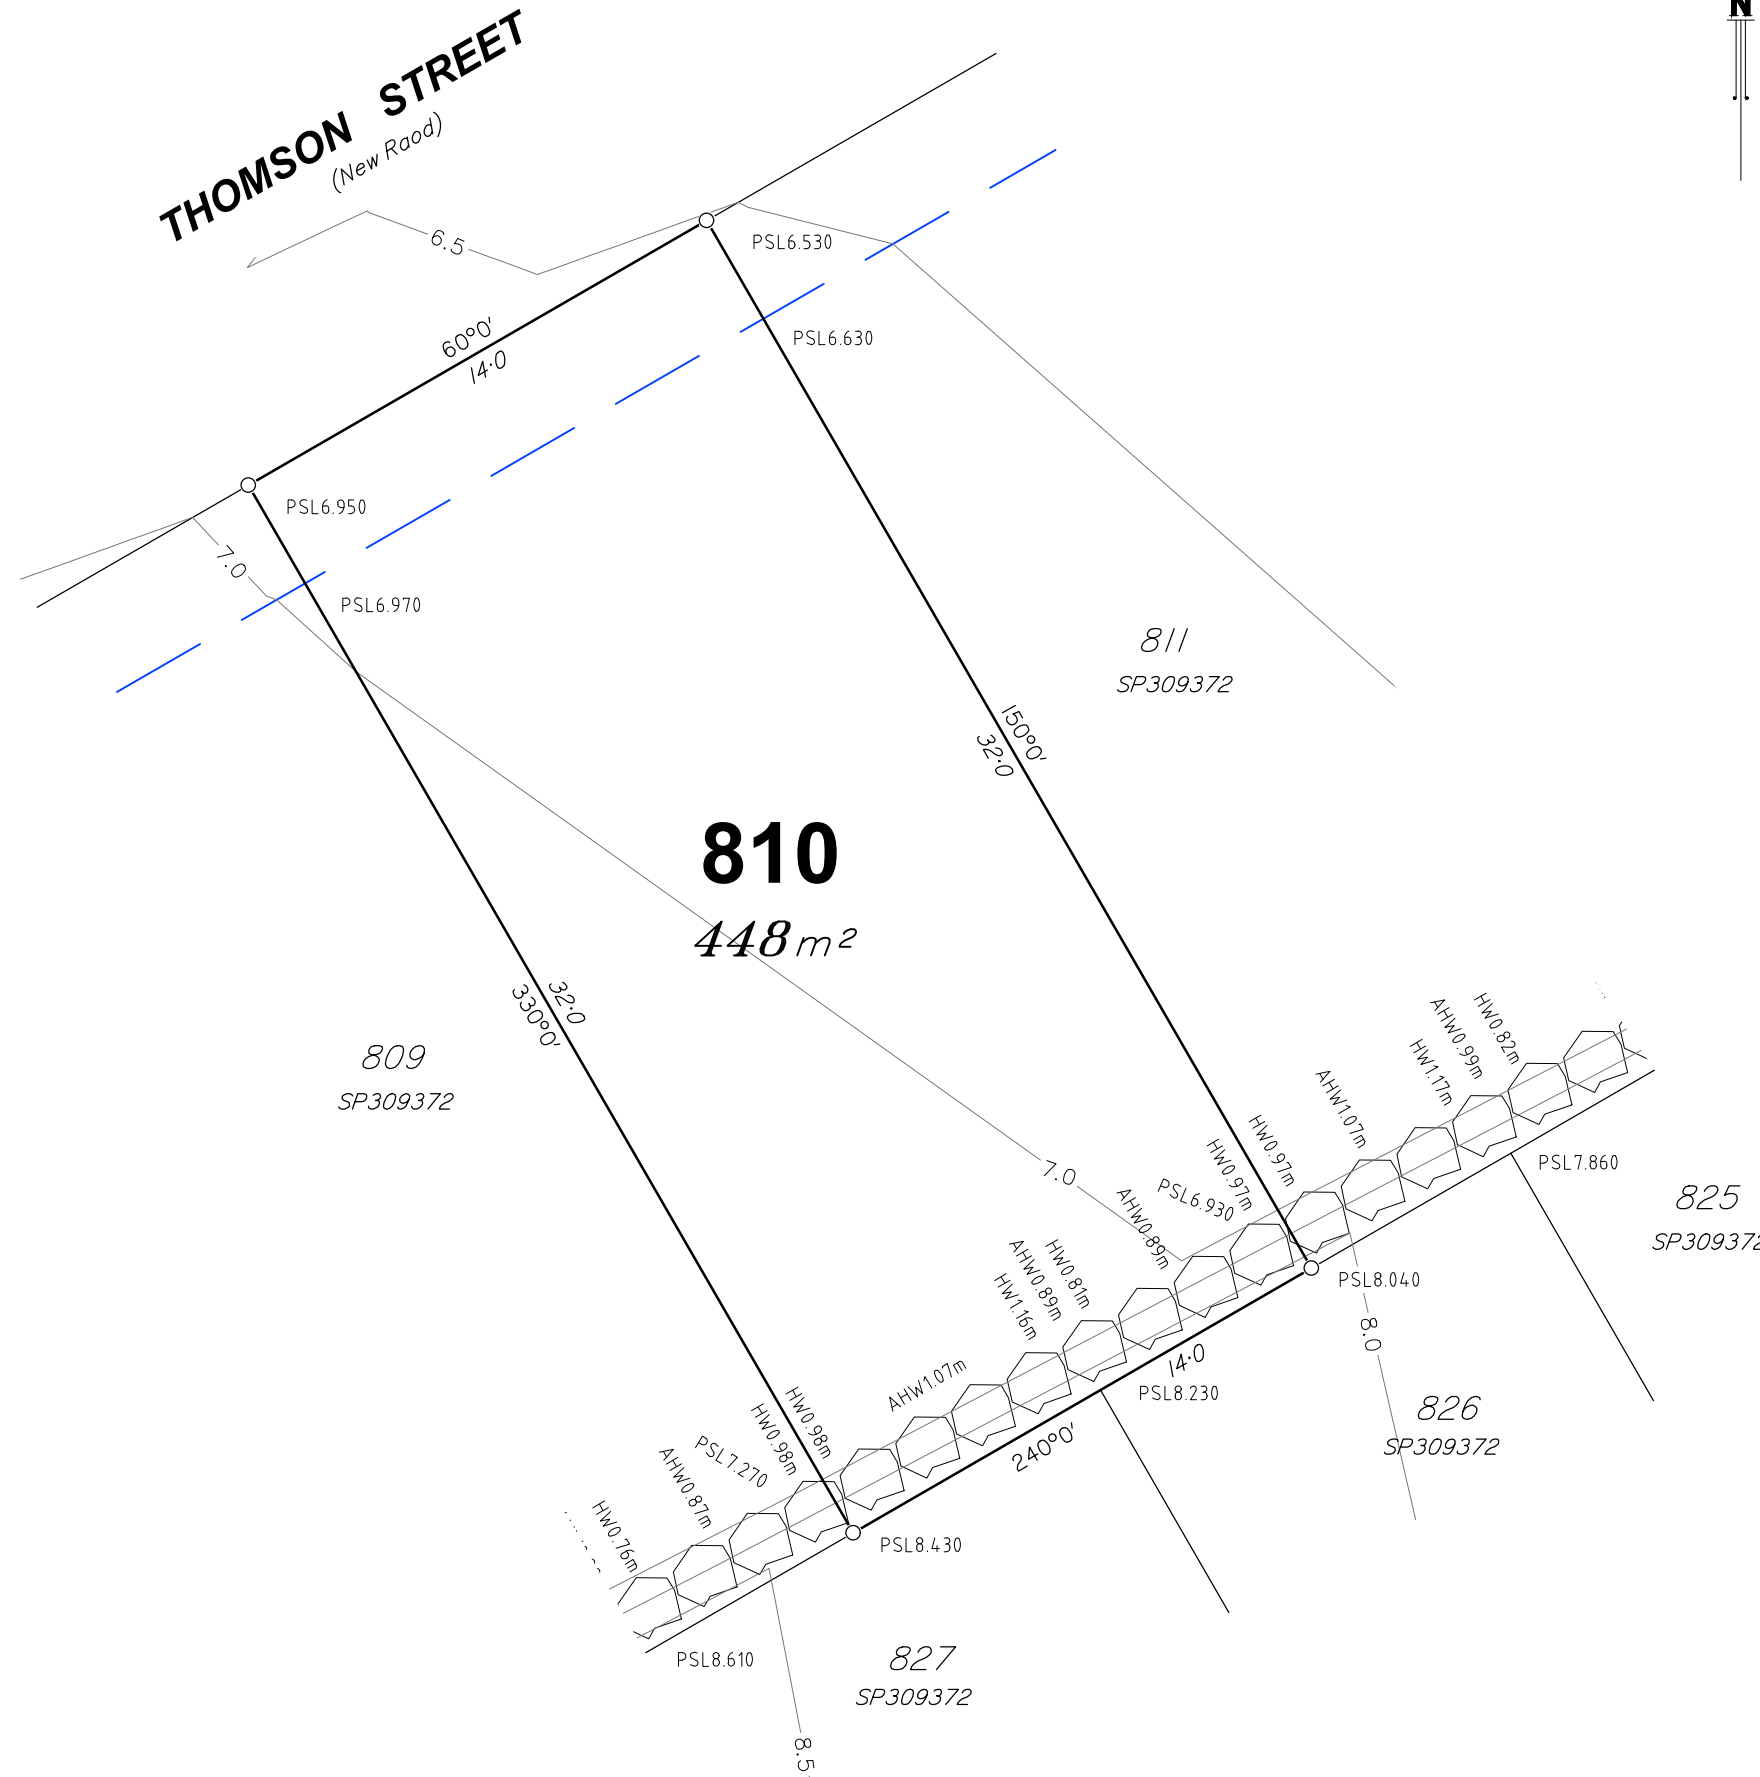 N
THOMSON STREET
(New Raod)
6.5
PSL6.530
60°0'
14·0
PSL6.630
PSL6.950
7.0
PSL6.970
811
SP309372
150°0'
32·0
810
448 m²
32·0
330°0'
809
SP309372
HW0.82m
AHW0.99m
HW1.17m
AHW1.07m
HW0.97m
HW0.97m
PSL7.860
7.0
PSL6.930
AHW0.89m
825
SP309372
HW0.81m
AHW0.89m
HW1.16m
PSL8.040
8.0
14·0
AHW1.07m
PSL8.230
HW0.98m
HW0.98m
PSL7.270
AHW0.87m
240°0'
826
SP309372
HW0.76m
PSL8.430
PSL8.610
827
SP309372
8.5